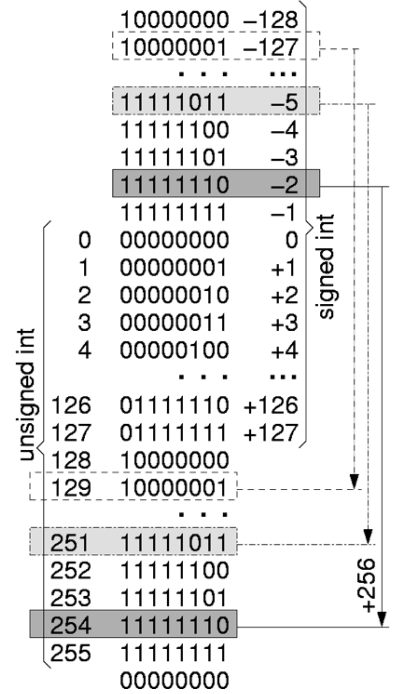 10000000 −128
10000001 −127
. . . ...
11111011 −5
11111100 −4
11111101 −3
11111110 −2
11111111 −1
0 00000000 0
1 00000001 +1
2 00000010 +2
3 00000011 +3
4 00000100 +4
. . . ...
126 01111110 +126
127 01111111 +127
128 10000000
129 10000001
. . .
251 11111011
252 11111100
253 11111101
254 11111110
255 11111111
00000000
unsigned int
signed int
+256